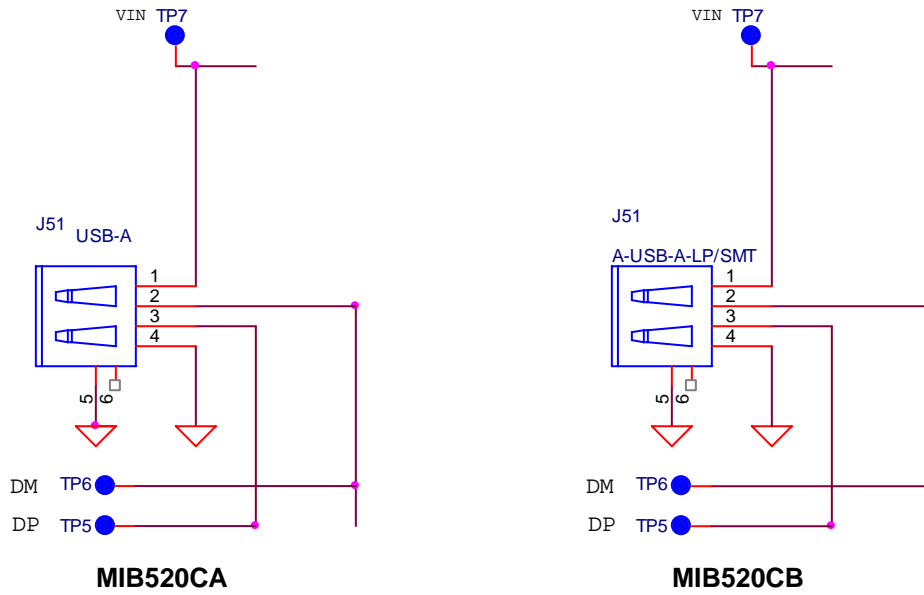 VIN TP7
J51
USB-A
1
2
3
4
5
6
DM TP6
DP TP5
MIB520CA
VIN TP7
J51
A-USB-A-LP/SMT
1
2
3
4
5
6
DM TP6
DP TP5
MIB520CB